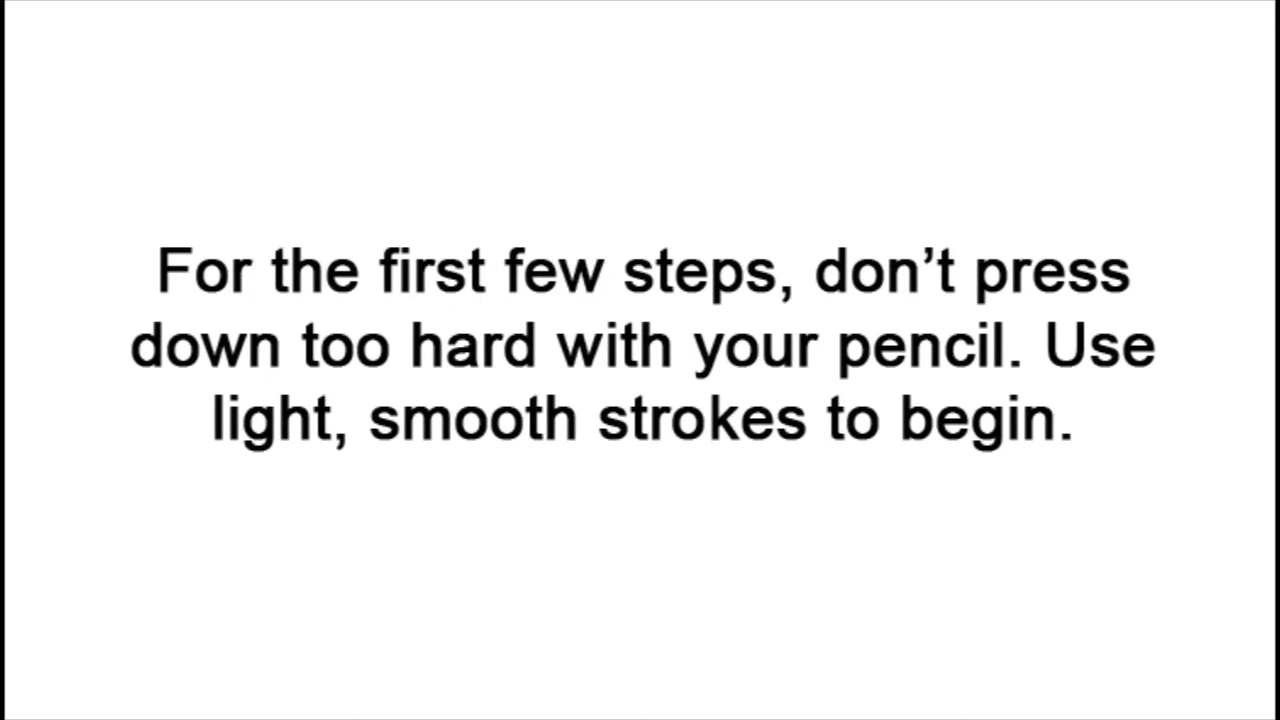 For the first few steps, don’t press
down too hard with your pencil. Use
light, smooth strokes to begin.